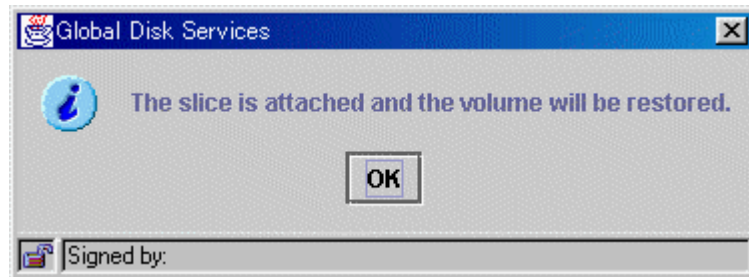 Global Disk Services
The slice is attached and the volume will be restored.
OK
Signed by: